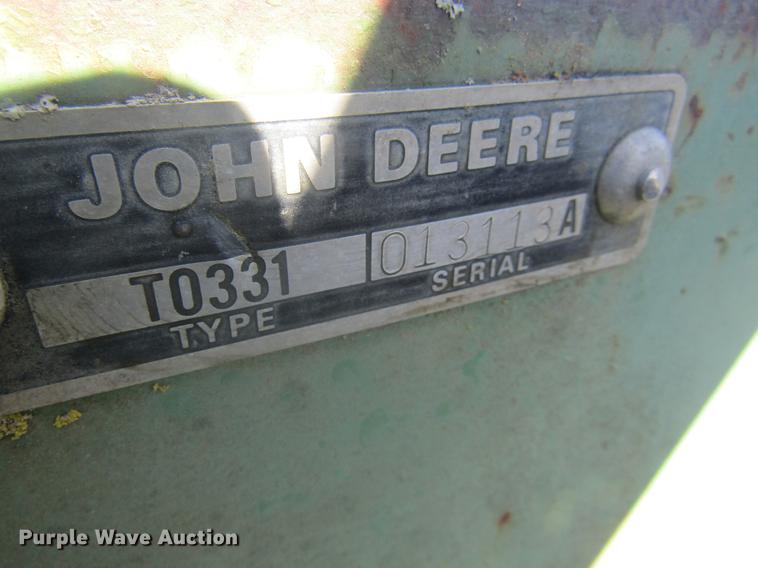 JOHN DEERE
T0331 013113A
TYPE SERIAL
Purple Wave Auction